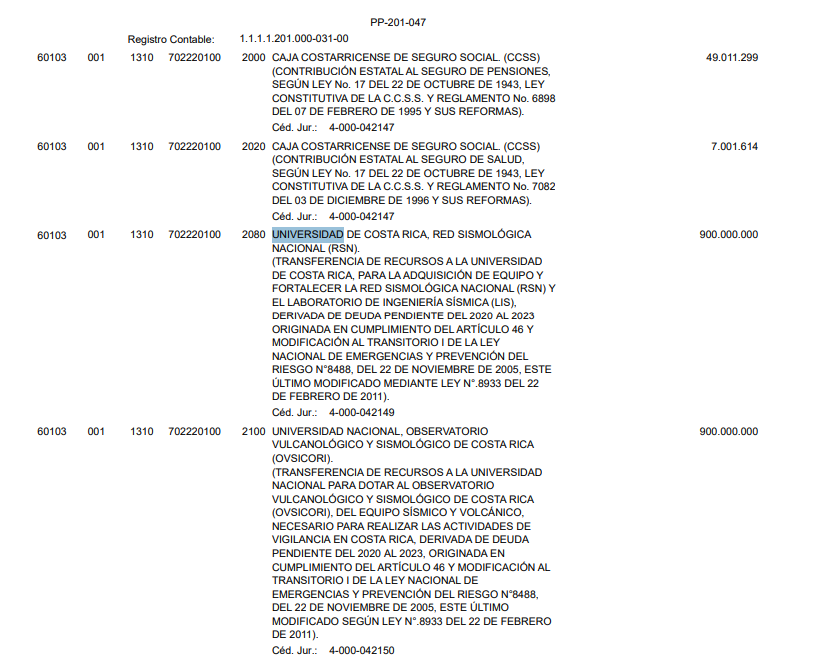 PP-201-047
Registro Contable: 1.1.1.1.201.000-031-00
60103 001 1310 702220100 2000 CAJA COSTARRICENSE DE SEGURO SOCIAL. (CCSS) 49.011.299
(CONTRIBUCIÓN ESTATAL AL SEGURO DE PENSIONES,
SEGÚN LEY No. 17 DEL 22 DE OCTUBRE DE 1943, LEY
CONSTITUTIVA DE LA C.C.S.S. Y REGLAMENTO No. 6898
DEL 07 DE FEBRERO DE 1995 Y SUS REFORMAS).
Céd. Jur.: 4-000-042147
60103 001 1310 702220100 2020 CAJA COSTARRICENSE DE SEGURO SOCIAL. (CCSS) 7.001.614
(CONTRIBUCIÓN ESTATAL AL SEGURO DE SALUD,
SEGÚN LEY No. 17 DEL 22 DE OCTUBRE DE 1943, LEY
CONSTITUTIVA DE LA C.C.S.S. Y REGLAMENTO No. 7082
DEL 03 DE DICIEMBRE DE 1996 Y SUS REFORMAS).
Céd. Jur.: 4-000-042147
60103 001 1310 702220100 2080 UNIVERSIDAD DE COSTA RICA, RED SISMOLÓGICA 900.000.000
NACIONAL (RSN).
(TRANSFERENCIA DE RECURSOS A LA UNIVERSIDAD
DE COSTA RICA, PARA LA ADQUISICIÓN DE EQUIPO Y
FORTALECER LA RED SISMOLÓGICA NACIONAL (RSN) Y
EL LABORATORIO DE INGENIERÍA SÍSMICA (LIS),
DERIVADA DE DEUDA PENDIENTE DEL 2020 AL 2023
ORIGINADA EN CUMPLIMIENTO DEL ARTÍCULO 46 Y
MODIFICACIÓN AL TRANSITORIO I DE LA LEY
NACIONAL DE EMERGENCIAS Y PREVENCIÓN DEL
RIESGO N°8488, DEL 22 DE NOVIEMBRE DE 2005, ESTE
ÚLTIMO MODIFICADO MEDIANTE LEY N°.8933 DEL 22
DE FEBRERO DE 2011).
Céd. Jur.: 4-000-042149
60103 001 1310 702220100 2100 UNIVERSIDAD NACIONAL, OBSERVATORIO 900.000.000
VULCANOLÓGICO Y SISMOLÓGICO DE COSTA RICA
(OVSICORI).
(TRANSFERENCIA DE RECURSOS A LA UNIVERSIDAD
NACIONAL PARA DOTAR AL OBSERVATORIO
VULCANOLÓGICO Y SISMOLÓGICO DE COSTA RICA
(OVSICORI), DEL EQUIPO SÍSMICO Y VOLCÁNICO,
NECESARIO PARA REALIZAR LAS ACTIVIDADES DE
VIGILANCIA EN COSTA RICA, DERIVADA DE DEUDA
PENDIENTE DEL 2020 AL 2023, ORIGINADA EN
CUMPLIMIENTO DEL ARTÍCULO 46 Y MODIFICACIÓN AL
TRANSITORIO I DE LA LEY NACIONAL DE
EMERGENCIAS Y PREVENCIÓN DEL RIESGO N°8488,
DEL 22 DE NOVIEMBRE DE 2005, ESTE ÚLTIMO
MODIFICADO SEGÚN LEY N°.8933 DEL 22 DE FEBRERO
DE 2011).
Céd. Jur.: 4-000-042150